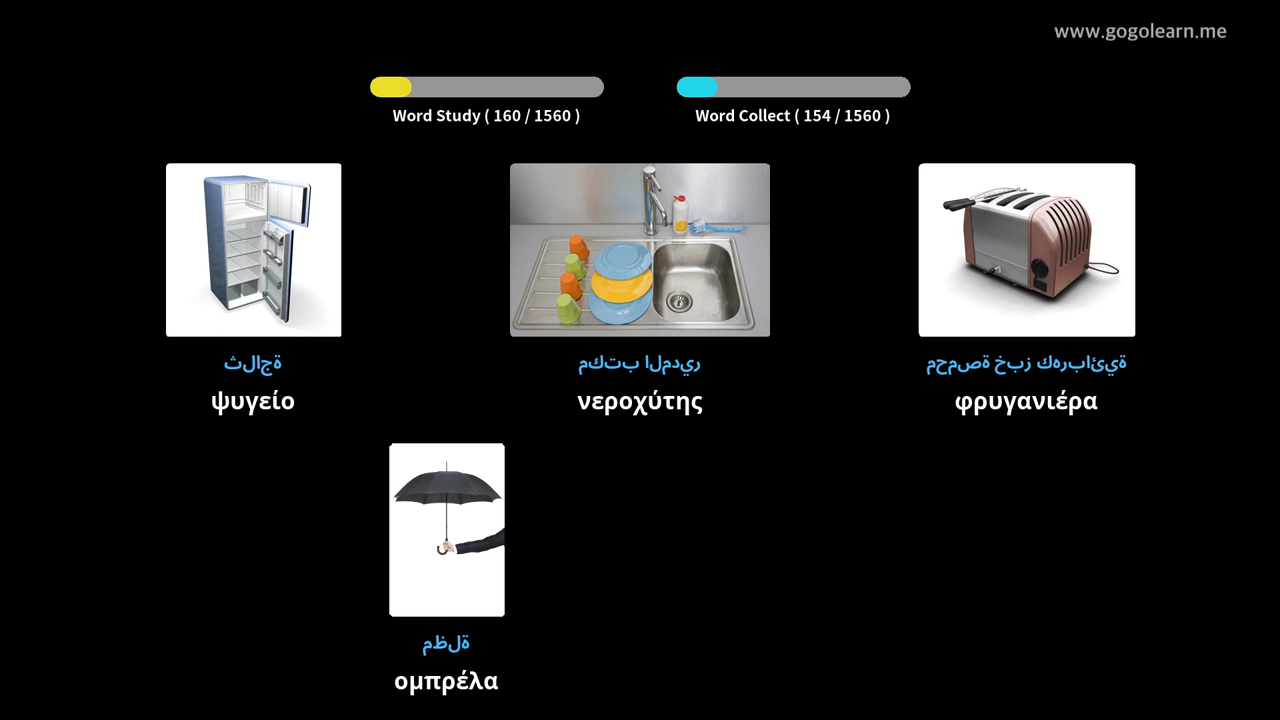 www.gogolearn.me
Word Study ( 160 / 1560 )
Word Collect ( 154 / 1560 )
ثلاجة
ψυγείο
مكتب المدير
νεροχύτης
محمصة خبز كهربائية
φρυγανιέρα
مظلة
ομπρέλα